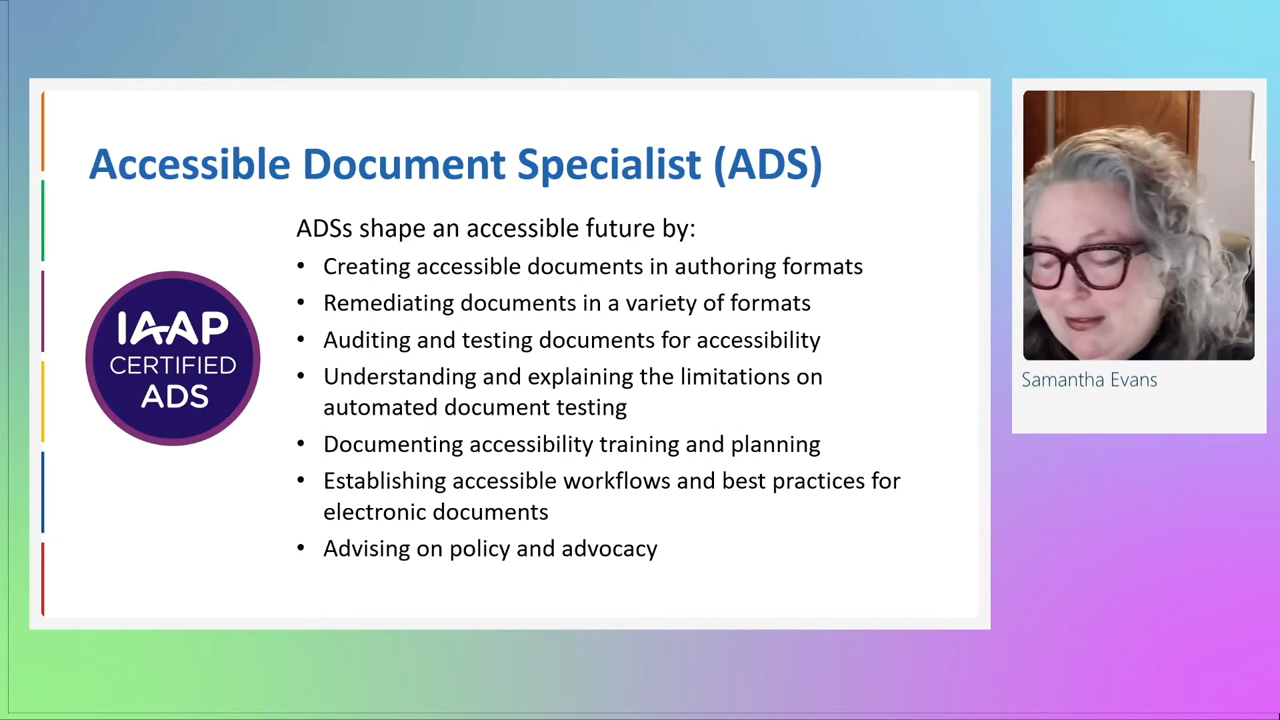 Accessible Document Specialist (ADS)
ADSs shape an accessible future by:
• Creating accessible documents in authoring formats
• Remediating documents in a variety of formats
• Auditing and testing documents for accessibility
• Understanding and explaining the limitations on
automated document testing
• Documenting accessibility training and planning
• Establishing accessible workflows and best practices for
electronic documents
• Advising on policy and advocacy
IAAP
CERTIFIED
ADS
Samantha Evans